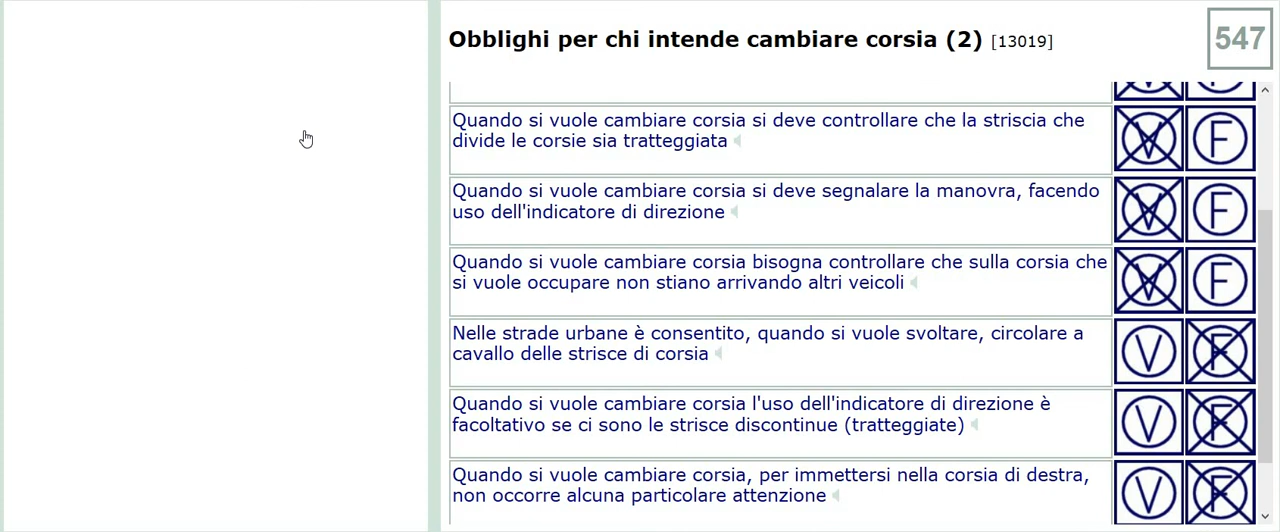 Obblighi per chi intende cambiare corsia (2) [13019]
547
Quando si vuole cambiare corsia si deve controllare che la striscia che
divide le corsie sia tratteggiata
V F
Quando si vuole cambiare corsia si deve segnalare la manovra, facendo
uso dell'indicatore di direzione
V F
Quando si vuole cambiare corsia bisogna controllare che sulla corsia che
si vuole occupare non stiano arrivando altri veicoli
V F
Nelle strade urbane è consentito, quando si vuole svoltare, circolare a
cavallo delle strisce di corsia
V F
Quando si vuole cambiare corsia l'uso dell'indicatore di direzione è
facoltativo se ci sono le strisce discontinue (tratteggiate)
V F
Quando si vuole cambiare corsia, per immettersi nella corsia di destra,
non occorre alcuna particolare attenzione
V F